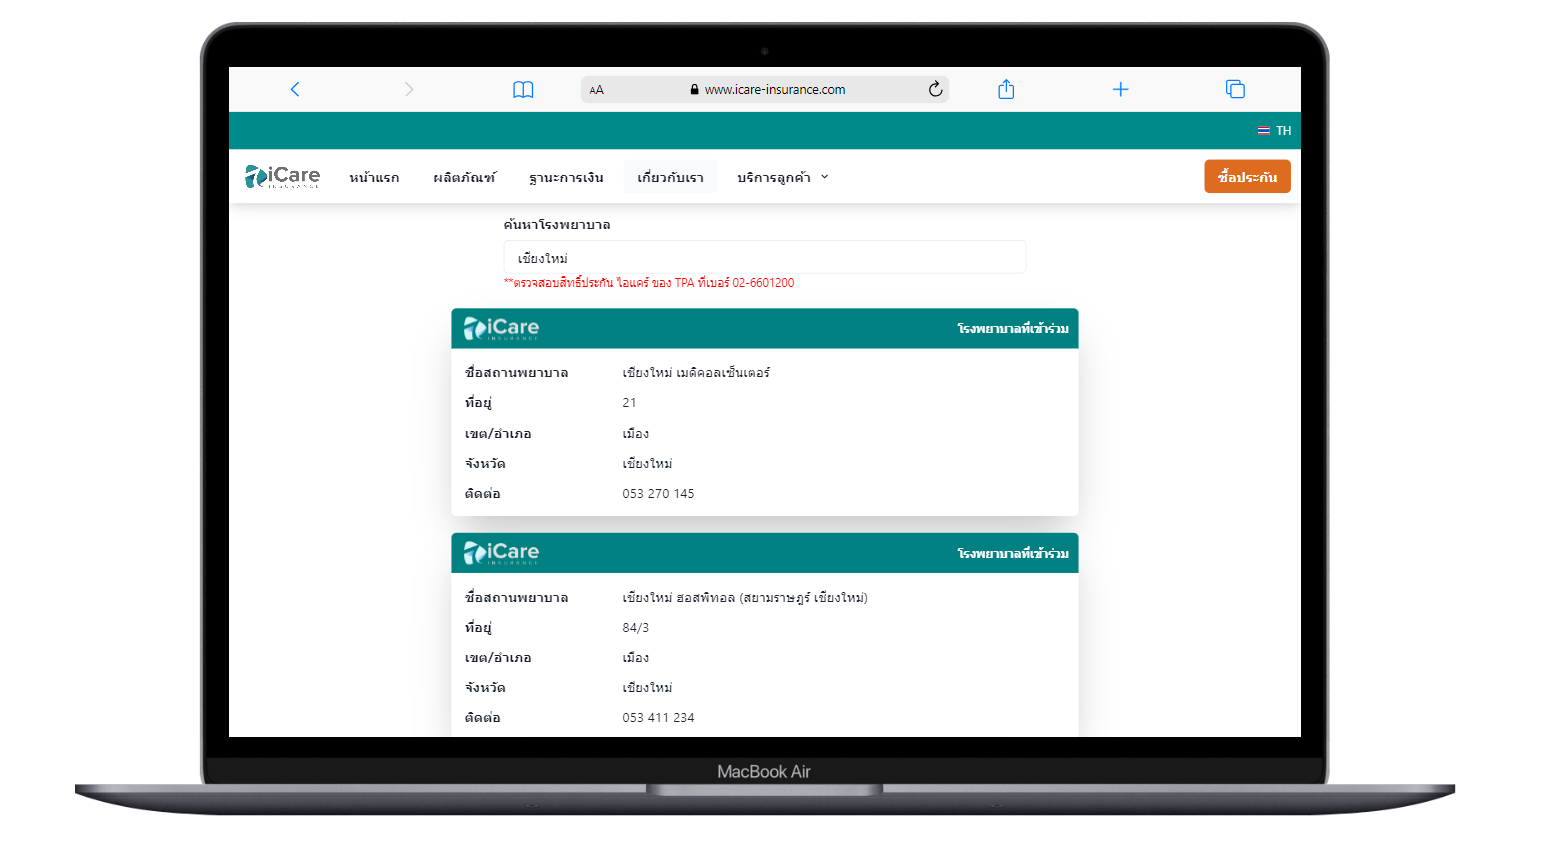 AA www.icare-insurance.com
TH
iCare หน้าแรก ผลิตภัณฑ์ ฐานะการเงิน เกี่ยวกับเรา บริการลูกค้า ซื้อประกัน
INSURANCE
ค้นหาโรงพยาบาล
เชียงใหม่
**ตรวจสอบสิทธิ์ประกัน ไอแคร์ ของ TPA ที่เบอร์ 02-6601200
iCare โรงพยาบาลที่เข้าร่วม
INSURANCE
ชื่อสถานพยาบาล เชียงใหม่ เมดิคอลเซ็นเตอร์
ที่อยู่ 21
เขต/อำเภอ เมือง
จังหวัด เชียงใหม่
ติดต่อ 053 270 145
iCare โรงพยาบาลที่เข้าร่วม
INSURANCE
ชื่อสถานพยาบาล เชียงใหม่ ฮอสพิทอล (สยามราษฎร์ เชียงใหม่)
ที่อยู่ 84/3
เขต/อำเภอ เมือง
จังหวัด เชียงใหม่
ติดต่อ 053 411 234
MacBook Air